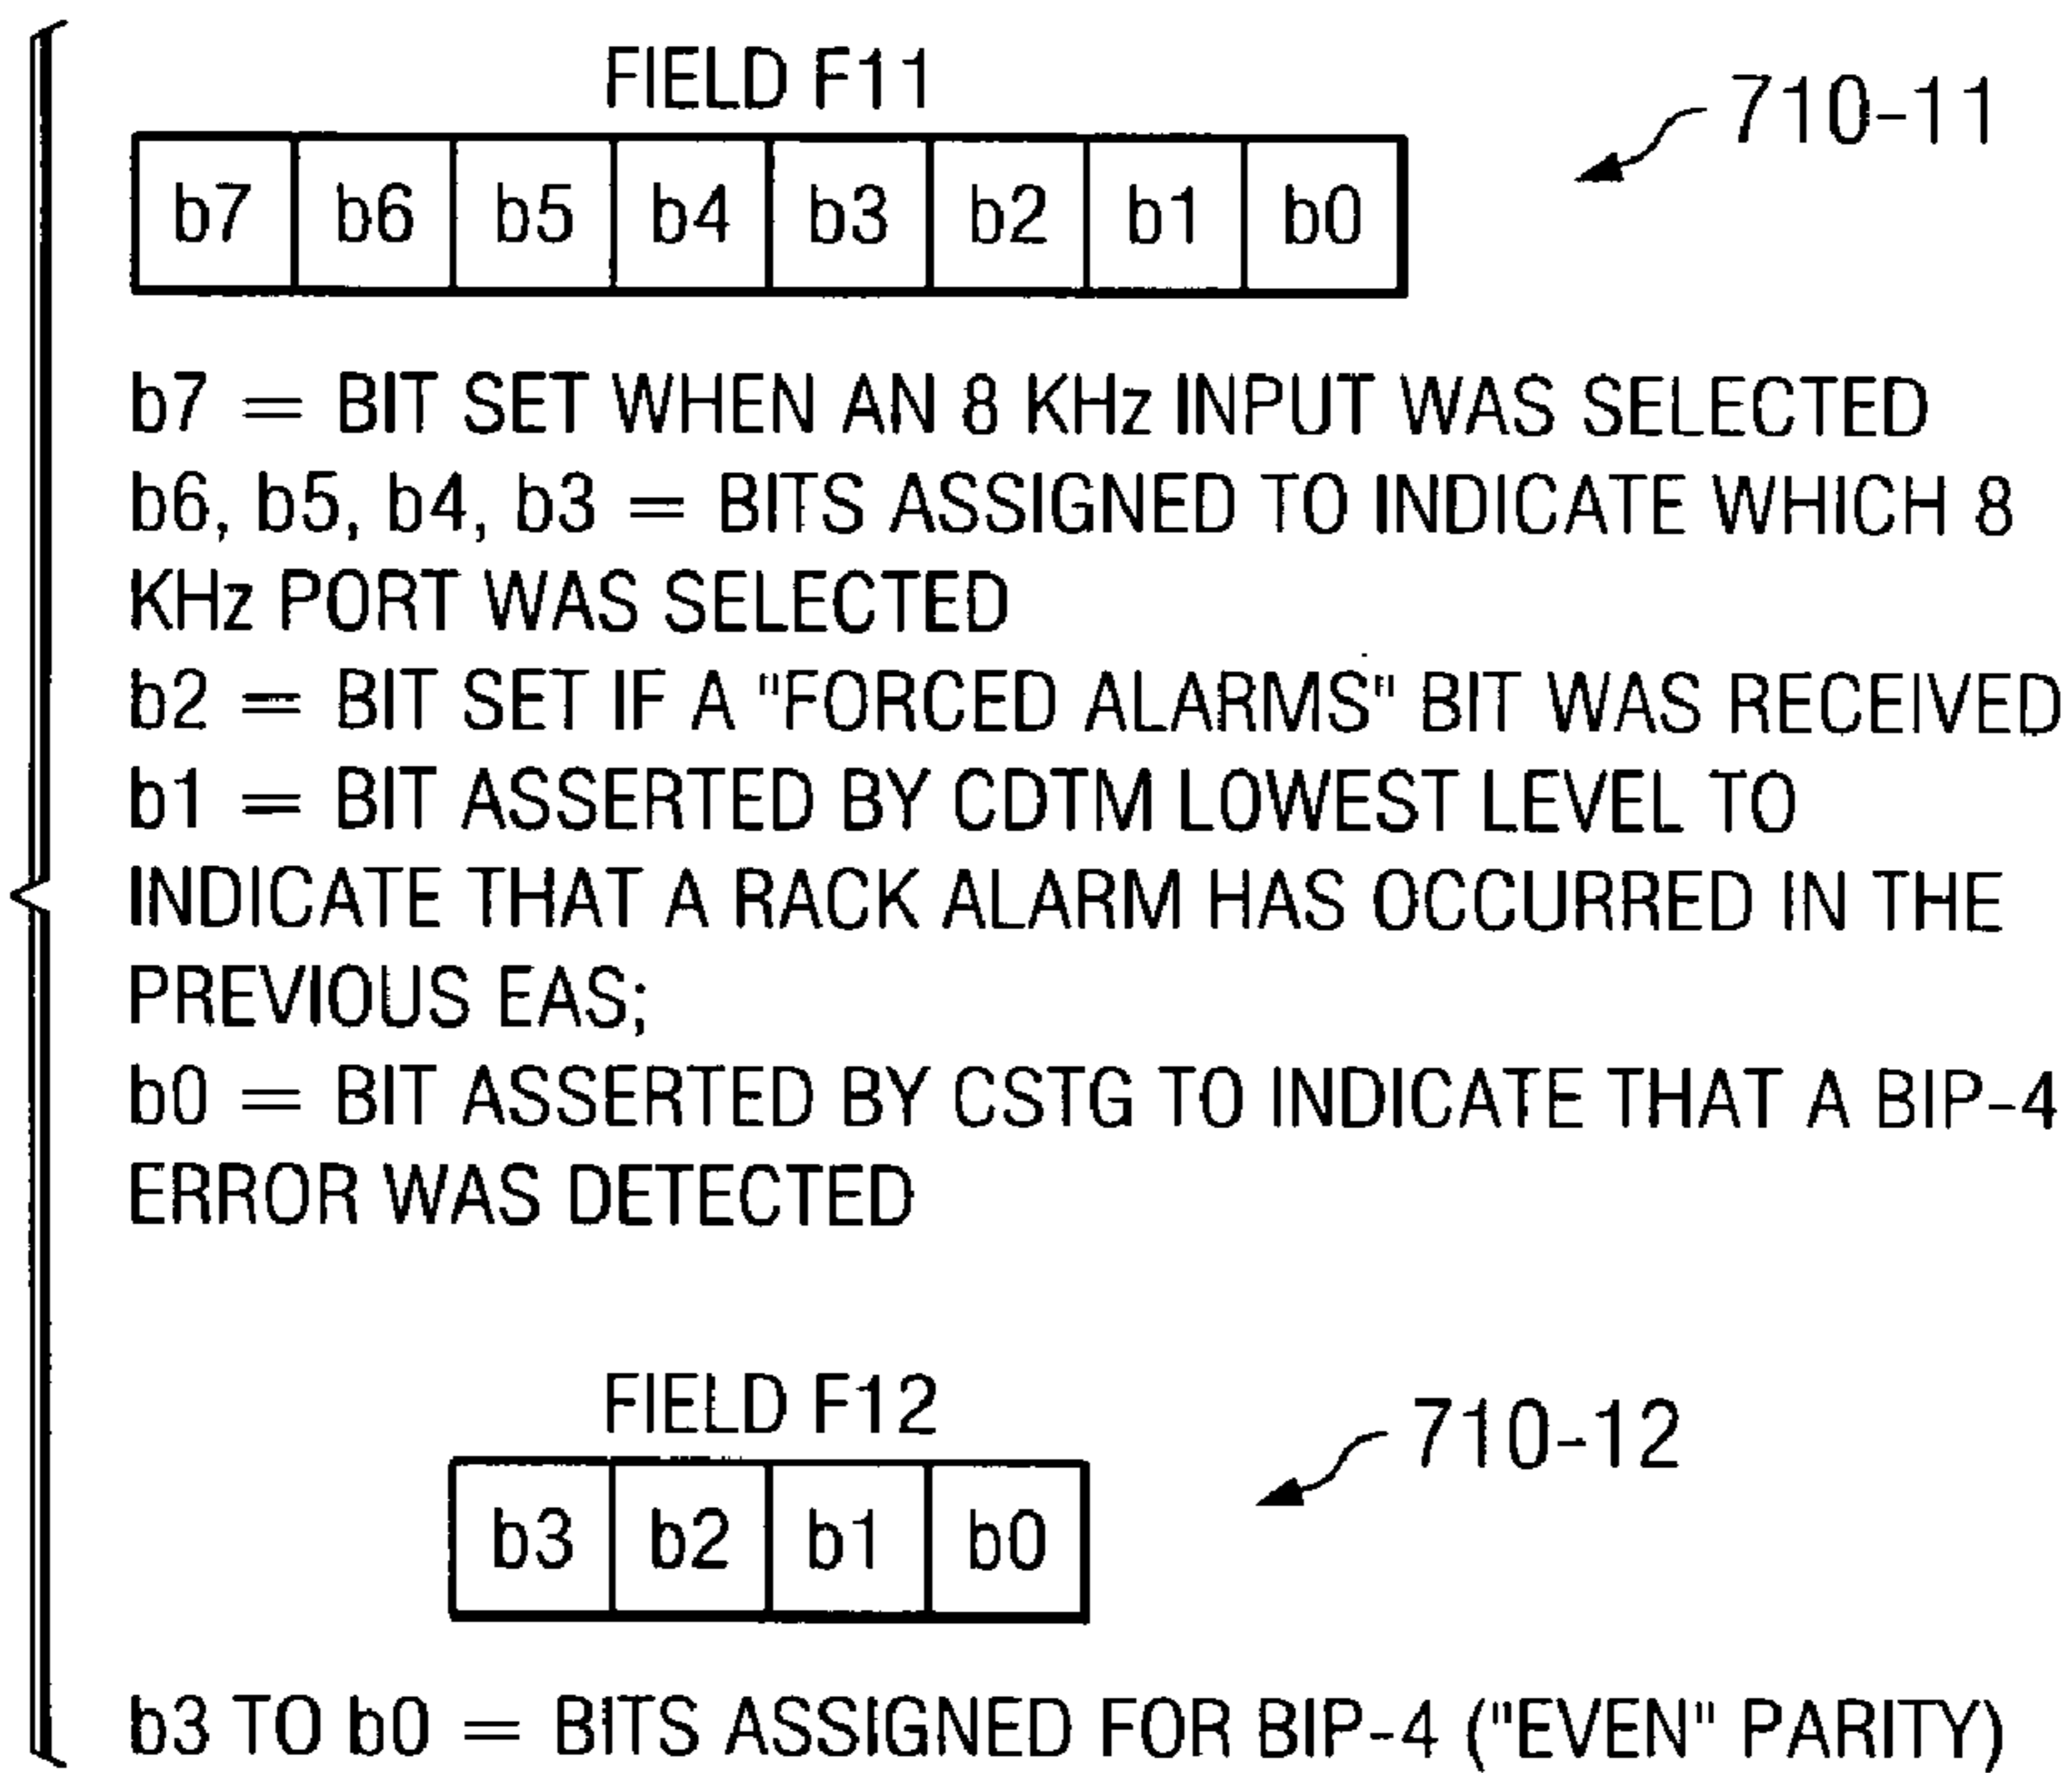 FIELD F11
710-11
b7 b6 b5 b4 b3 b2 b1 b0
b7 = BIT SET WHEN AN 8 KHz INPUT WAS SELECTED
b6, b5, b4, b3 = BITS ASSIGNED TO INDICATE WHICH 8
KHz PORT WAS SELECTED
b2 = BIT SET IF A "FORCED ALARMS" BIT WAS RECEIVED
b1 = BIT ASSERTED BY CDTM LOWEST LEVEL TO
INDICATE THAT A RACK ALARM HAS OCCURRED IN THE
PREVIOUS EAS;
b0 = BIT ASSERTED BY CSTG TO INDICATE THAT A BIP-4
ERROR WAS DETECTED
FIELD F12
710-12
b3 b2 b1 b0
b3 TO b0 = BITS ASSIGNED FOR BIP-4 ("EVEN" PARITY)